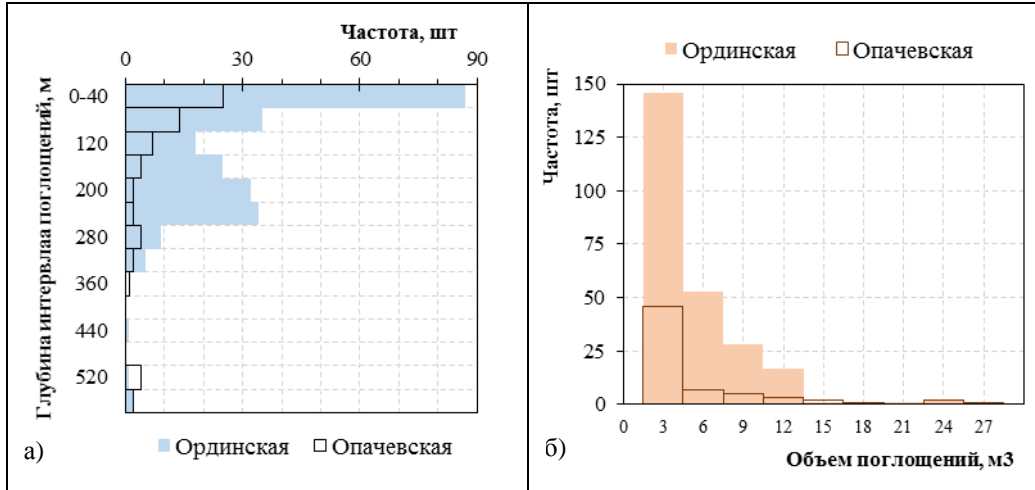 Частота, шт
0 30 60 90
Глубина интервлаа поглощений, м
0-40
120
200
280
360
440
520
Ординская Опачевская
а)
Ординская Опачевская
Частота, шт
150
125
100
75
50
25
0
0 3 6 9 12 15 18 21 24 27
Объем поглощений, м3
б)